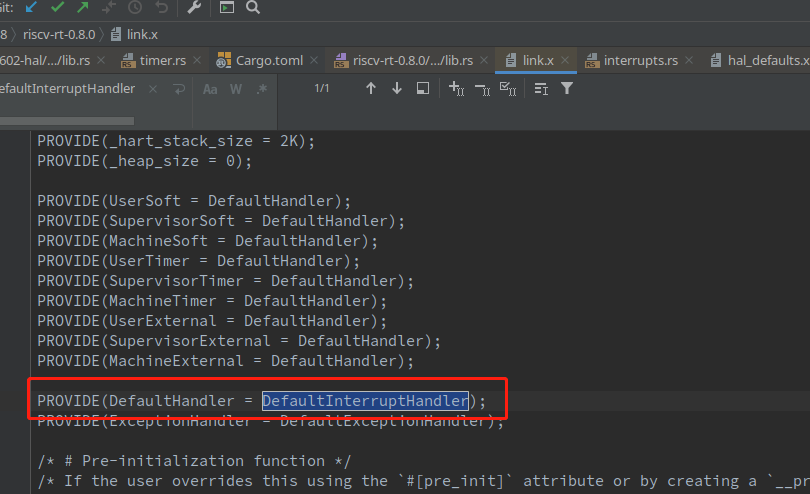 Git:
8 〉 riscv-rt-0.8.0 〉 link.x
602-hal/.../lib.rs × timer.rs × Cargo.toml × riscv-rt-0.8.0/.../lib.rs × link.x × interrupts.rs × hal_defaults.x
efaultInterruptHandler × Aa W .* 1/1
PROVIDE(_hart_stack_size = 2K);
PROVIDE(_heap_size = 0);
PROVIDE(UserSoft = DefaultHandler);
PROVIDE(SupervisorSoft = DefaultHandler);
PROVIDE(MachineSoft = DefaultHandler);
PROVIDE(UserTimer = DefaultHandler);
PROVIDE(SupervisorTimer = DefaultHandler);
PROVIDE(MachineTimer = DefaultHandler);
PROVIDE(UserExternal = DefaultHandler);
PROVIDE(SupervisorExternal = DefaultHandler);
PROVIDE(MachineExternal = DefaultHandler);
PROVIDE(DefaultHandler = DefaultInterruptHandler);
PROVIDE(ExceptionHandler = DefaultExceptionHandler);
/* # Pre-initialization function */
/* If the user overrides this using the `#[pre_init]` attribute or by creating a `__pr